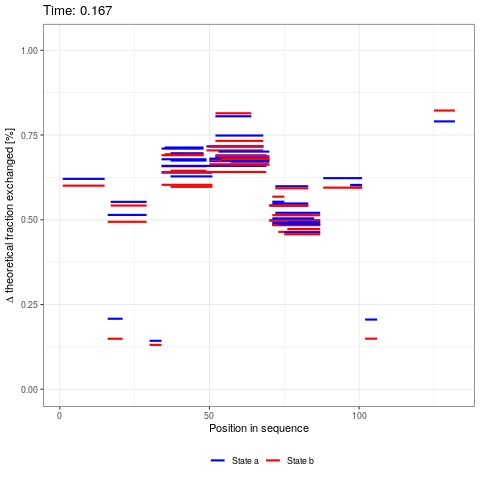 Time: 0.167
Δ theoretical fraction exchanged [%]
1.00
0.75
0.50
0.25
0.00
0 50 100
Position in sequence
State a State b